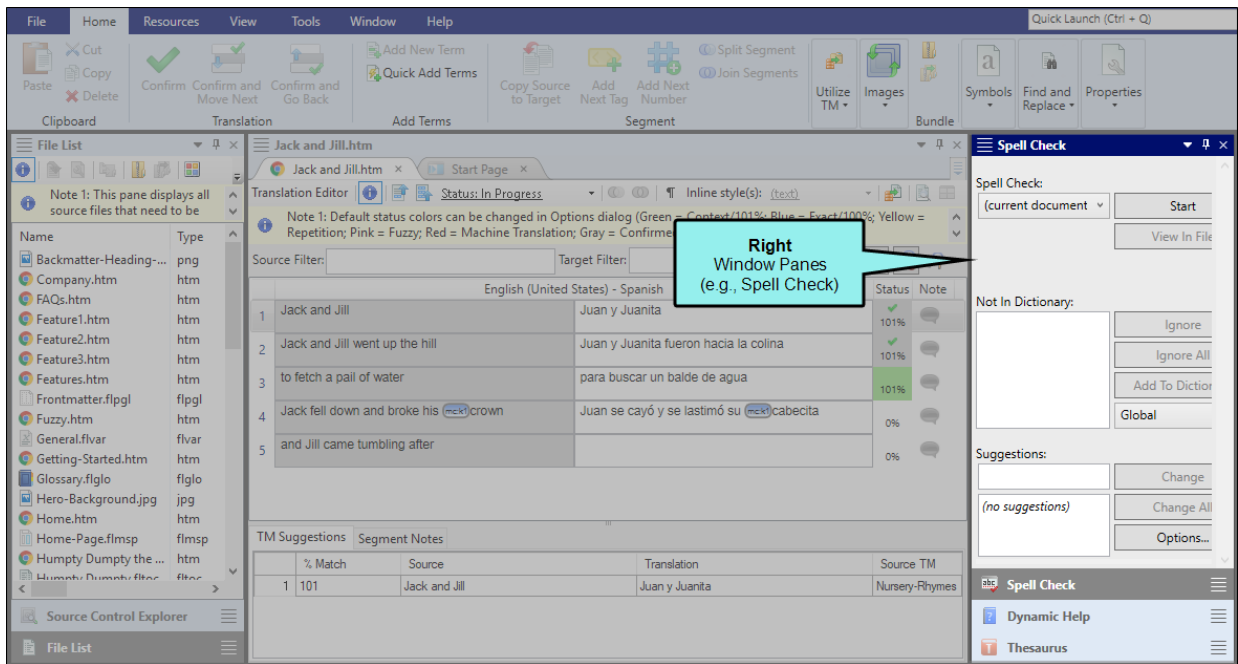 File Home Resources View Tools Window Help Quick Launch (Ctrl + Q)
Paste
Cut
Copy
Delete
Clipboard
Confirm
Confirm and
Move Next
Confirm and
Go Back
Translation
Add New Term
Quick Add Terms
Add Terms
Copy Source
to Target
Add
Next Tag
Add Next
Number
Split Segment
Join Segments
Segment
Utilize
TM
Images
Bundle
Symbols
Find and
Replace
Properties
File List
Note 1: This pane displays all
source files that need to be
Name Type
Backmatter-Heading-... png
Company.htm htm
FAQs.htm htm
Feature1.htm htm
Feature2.htm htm
Feature3.htm htm
Features.htm htm
Frontmatter.flpgl flpgl
Fuzzy.htm htm
General.flvar flvar
Getting-Started.htm htm
Glossary.flglo flglo
Hero-Background.jpg jpg
Home.htm htm
Home-Page.flmsp flmsp
Humpty Dumpty the ... htm
Humpty Dumpty.fltoc fltoc
Source Control Explorer
File List
Jack and Jill.htm
Jack and Jill.htm Start Page
Translation Editor Status: In Progress Inline style(s): (text)
Note 1: Default status colors can be changed in Options dialog (Green = Context/101%; Blue = Exact/100%; Yellow =
Repetition; Pink = Fuzzy; Red = Machine Translation; Gray = Confirme
Source Filter: Target Filter:
Right
Window Panes
(e.g., Spell Check)
English (United States) - Spanish Status Note
1 Jack and Jill Juan y Juanita 101%
2 Jack and Jill went up the hill Juan y Juanita fueron hacia la colina 101%
3 to fetch a pail of water para buscar un balde de agua 101%
4 Jack fell down and broke his mck1 crown Juan se cayó y se lastimó su mck1 cabecita 0%
5 and Jill came tumbling after 0%
TM Suggestions Segment Notes
% Match Source Translation Source TM
1 101 Jack and Jill Juan y Juanita Nursery-Rhymes
Spell Check
Spell Check:
(current document Start
View In File
Not In Dictionary:
Ignore
Ignore All
Add To Diction
Global
Suggestions:
Change
(no suggestions) Change All
Options...
abc Spell Check
Dynamic Help
Thesaurus